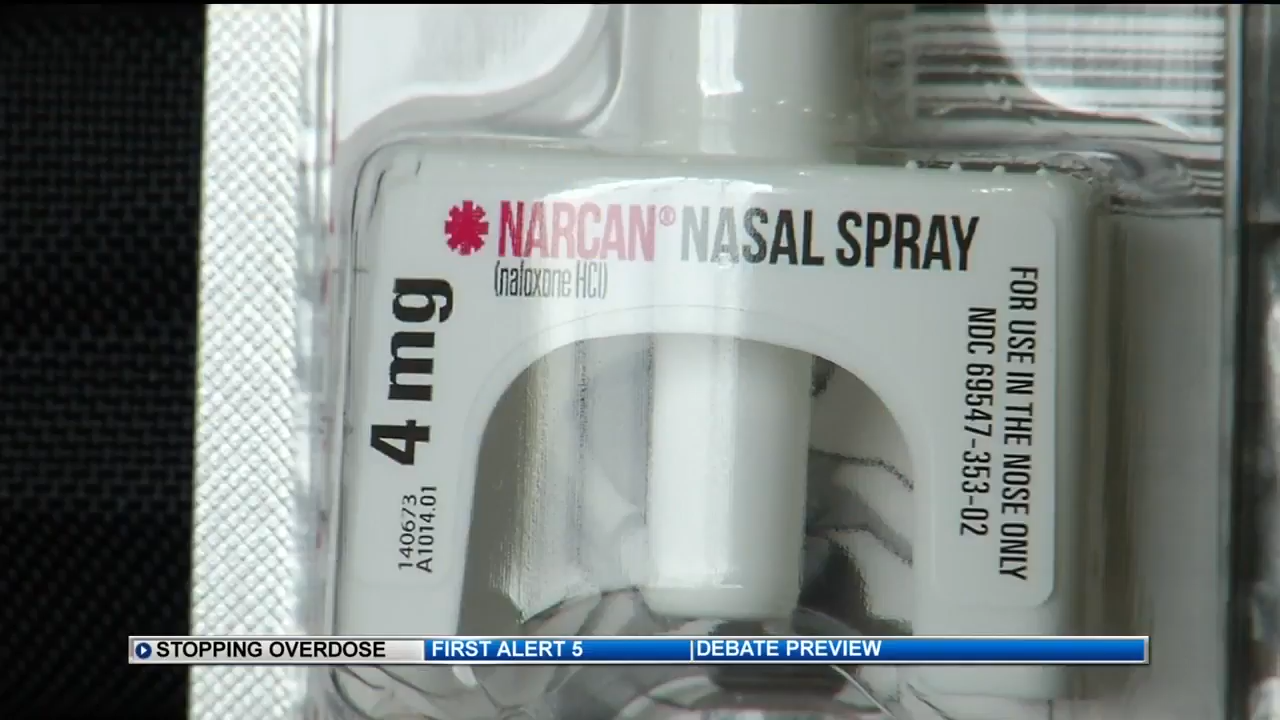 NARCAN® NASAL SPRAY
(naloxone HCl)
4 mg
140673
A1014.01
FOR USE IN THE NOSE ONLY
NDC 69547-353-02
STOPPING OVERDOSE
FIRST ALERT 5
DEBATE PREVIEW